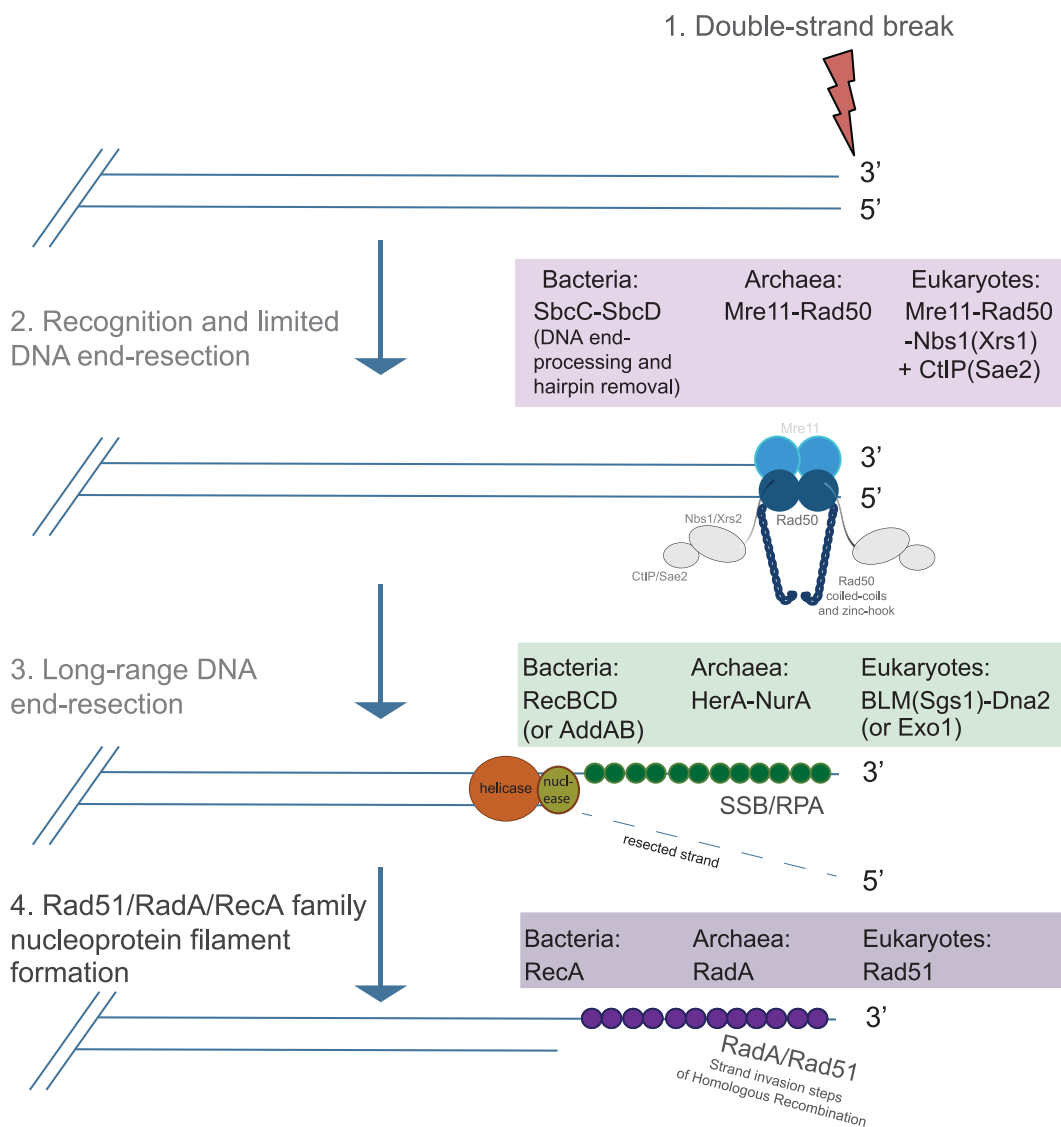 1. Double-strand break
3’
5’
2. Recognition and limited
DNA end-resection
Bacteria:
SbcC-SbcD
(DNA end-
processing and
hairpin removal)
Archaea:
Mre11-Rad50
Eukaryotes:
Mre11-Rad50
-Nbs1(Xrs1)
+ CtIP(Sae2)
Mre11
3’
5’
Rad50
Nbs1/Xrs2
CtIP/Sae2
Rad50
coiled-coils
and zinc-hook
3. Long-range DNA
end-resection
Bacteria:
RecBCD
(or AddAB)
Archaea:
HerA-NurA
Eukaryotes:
BLM(Sgs1)-Dna2
(or Exo1)
helicase
nucl-
ease
3’
SSB/RPA
resected strand
5’
4. Rad51/RadA/RecA family
nucleoprotein filament
formation
Bacteria:
RecA
Archaea:
RadA
Eukaryotes:
Rad51
3’
RadA/Rad51
Strand invasion steps
of Homologous Recombination